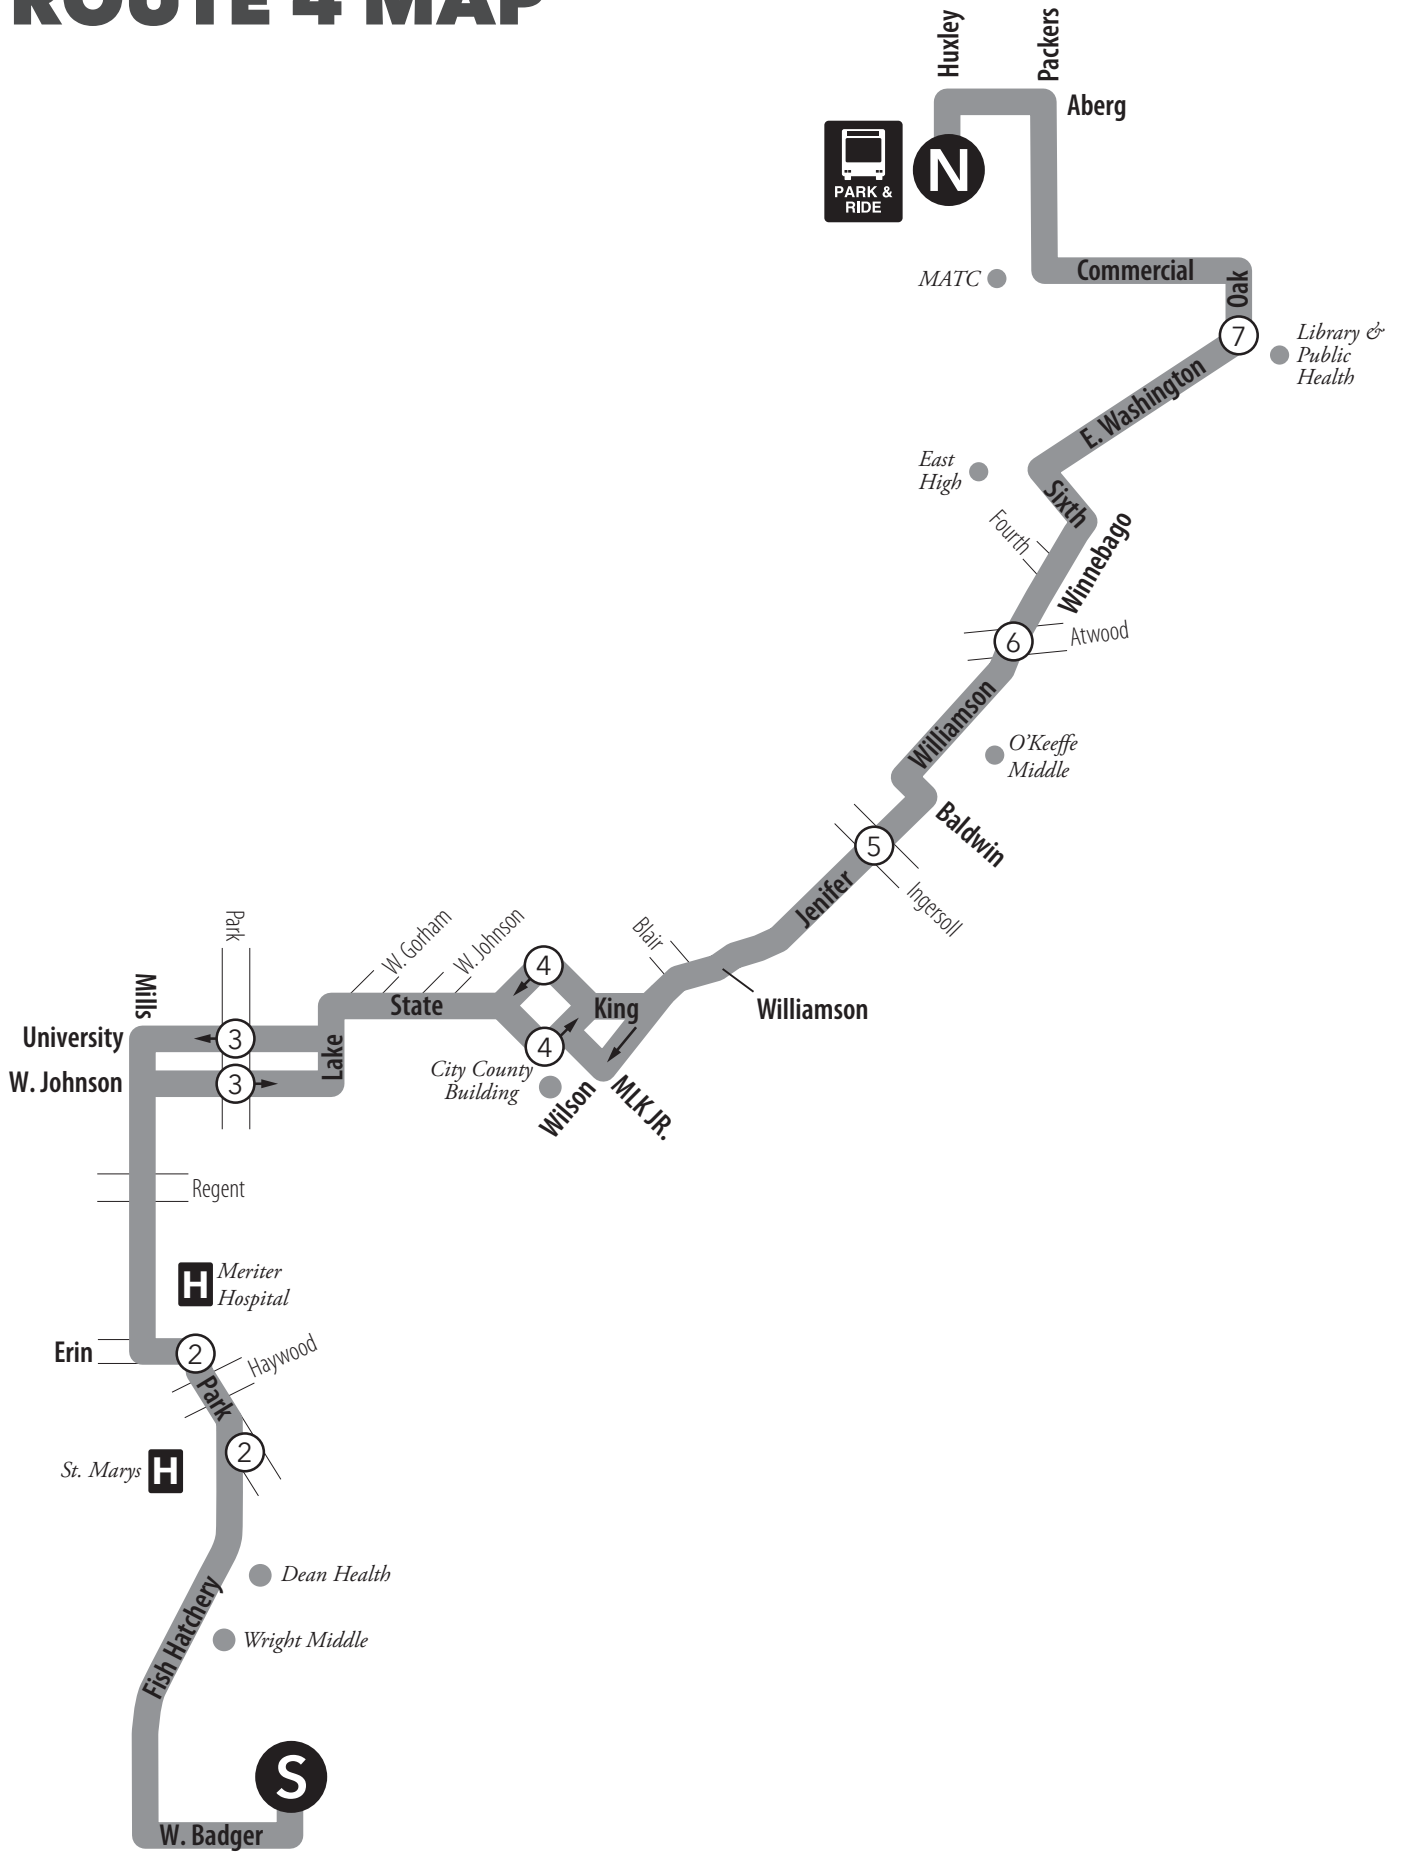 ROUTE 4 MAP
Huxley
Packers
Aberg
PARK &
RIDE
N
MATC
Commercial
Oak
7
Library &
Public
Health
E. Washington
East
High
Sixth
Fourth
Winnebago
6
Atwood
Williamson
O'Keeffe
Middle
Baldwin
5
Ingersoll
Jenifer
Blair
Williamson
Park
W. Gorham
W. Johnson
4
Mills
State
King
University
3
Lake
4
City County
Building
Wilson
MLK JR.
W. Johnson
3
Regent
H
Meriter
Hospital
Erin
2
Haywood
Park
2
St. Marys
H
Dean Health
Fish Hatchery
Wright Middle
S
W. Badger